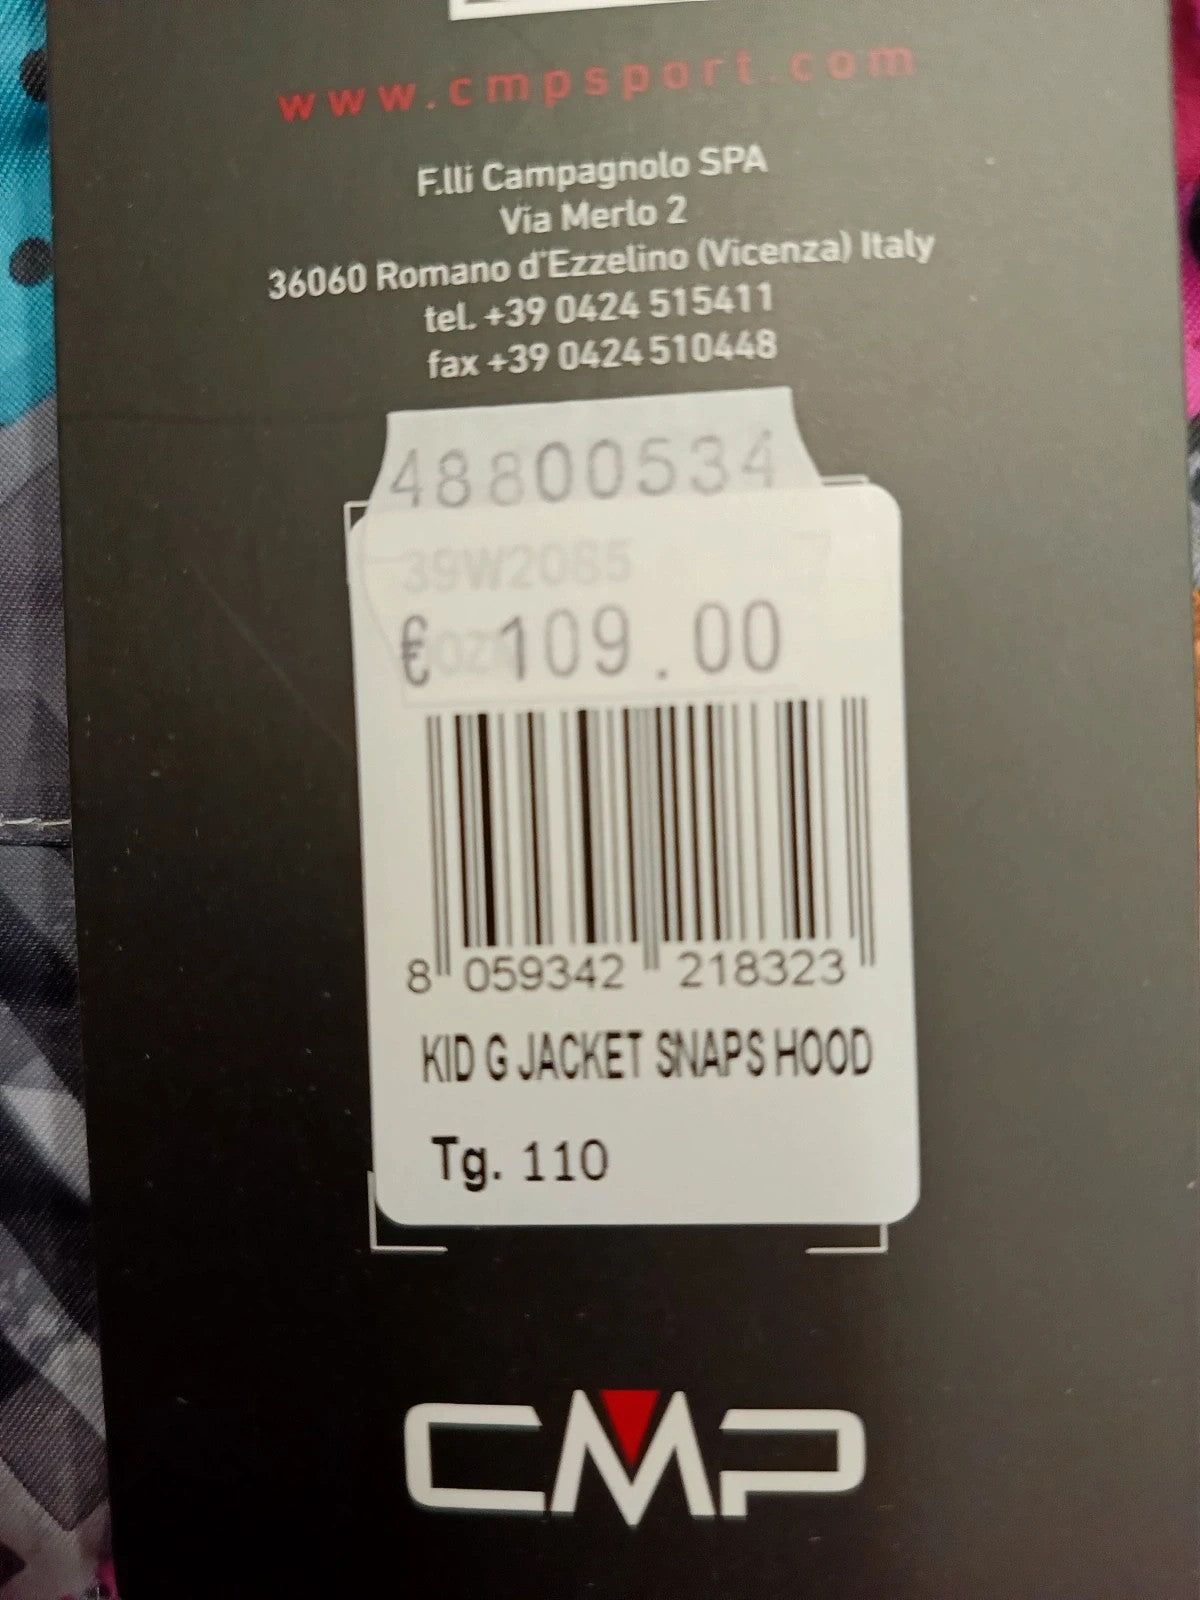 www.cmpsport.com
F.lli Campagnolo SPA
Via Merlo 2
36060 Romano d'Ezzelino (Vicenza) Italy
tel. +39 0424 515411
fax +39 0424 510448
48800534
39W2085
€ 109.00
8 059342 218323
KID G JACKET SNAPS HOOD
Tg. 110
CMP